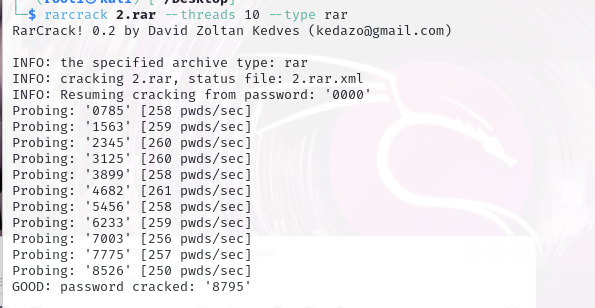 $ rarcrack 2.rar --threads 10 --type rar
RarCrack! 0.2 by David Zoltan Kedves (kedazo@gmail.com)
INFO: the specified archive type: rar
INFO: cracking 2.rar, status file: 2.rar.xml
INFO: Resuming cracking from password: '0000'
Probing: '0785' [258 pwds/sec]
Probing: '1563' [259 pwds/sec]
Probing: '2345' [260 pwds/sec]
Probing: '3125' [260 pwds/sec]
Probing: '3899' [258 pwds/sec]
Probing: '4682' [261 pwds/sec]
Probing: '5456' [258 pwds/sec]
Probing: '6233' [259 pwds/sec]
Probing: '7003' [256 pwds/sec]
Probing: '7775' [257 pwds/sec]
Probing: '8526' [250 pwds/sec]
GOOD: password cracked: '8795'